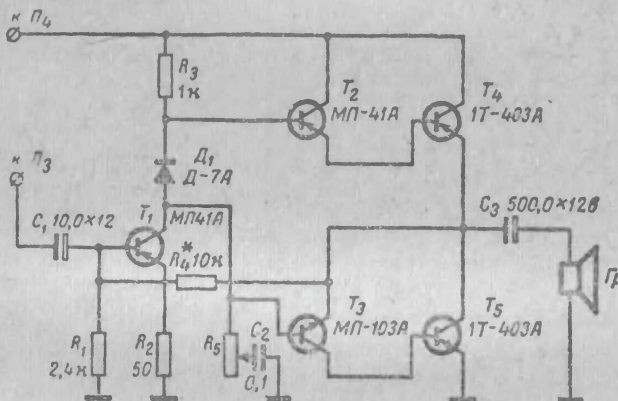 к П₄
R₃
1к
T₂
МП-41А
T₄
1Т-403А
к П₃
Д₁
Д-7А
C₁ 10,0×12
T₁
МП41А
C₃ 500,0×12в
Гр
*
R₄ 10к
R₁
2,4к
R₂
50
R₅
C₂
0,1
T₃
МП-103А
T₅
1Т-403А